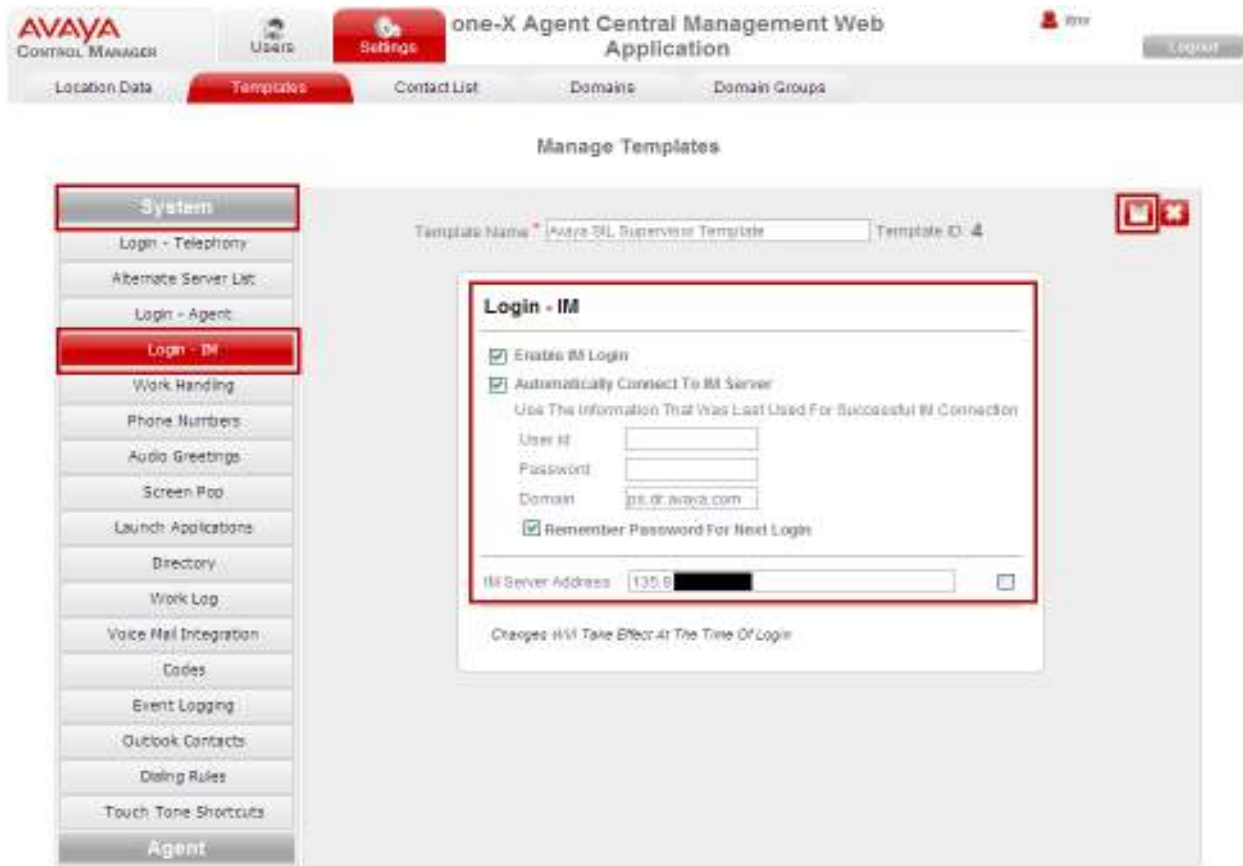 AVAYA
CONTROL MANAGER
Users
Settings
one-X Agent Central Management Web
Application
Logout
Location Data
Templates
Contact List
Domains
Domain Groups
Manage Templates
System
Login - Telephony
Alternate Server List
Login - Agent
Login - IM
Work Handling
Phone Numbers
Audio Greetings
Screen Pop
Launch Applications
Directory
Work Log
Voice Mail Integration
Codes
Event Logging
Outlook Contacts
Dialing Rules
Touch Tone Shortcuts
Agent
Template Name * Avaya SIL Supervisor Template Template ID: 4
Login - IM
Enable IM Login
Automatically Connect To IM Server
Use The Information That Was Last Used For Successful IM Connection
User Id
Password
Domain ps.dr.avaya.com
Remember Password For Next Login
IM Server Address 135.8
Changes Will Take Effect At The Time Of Login